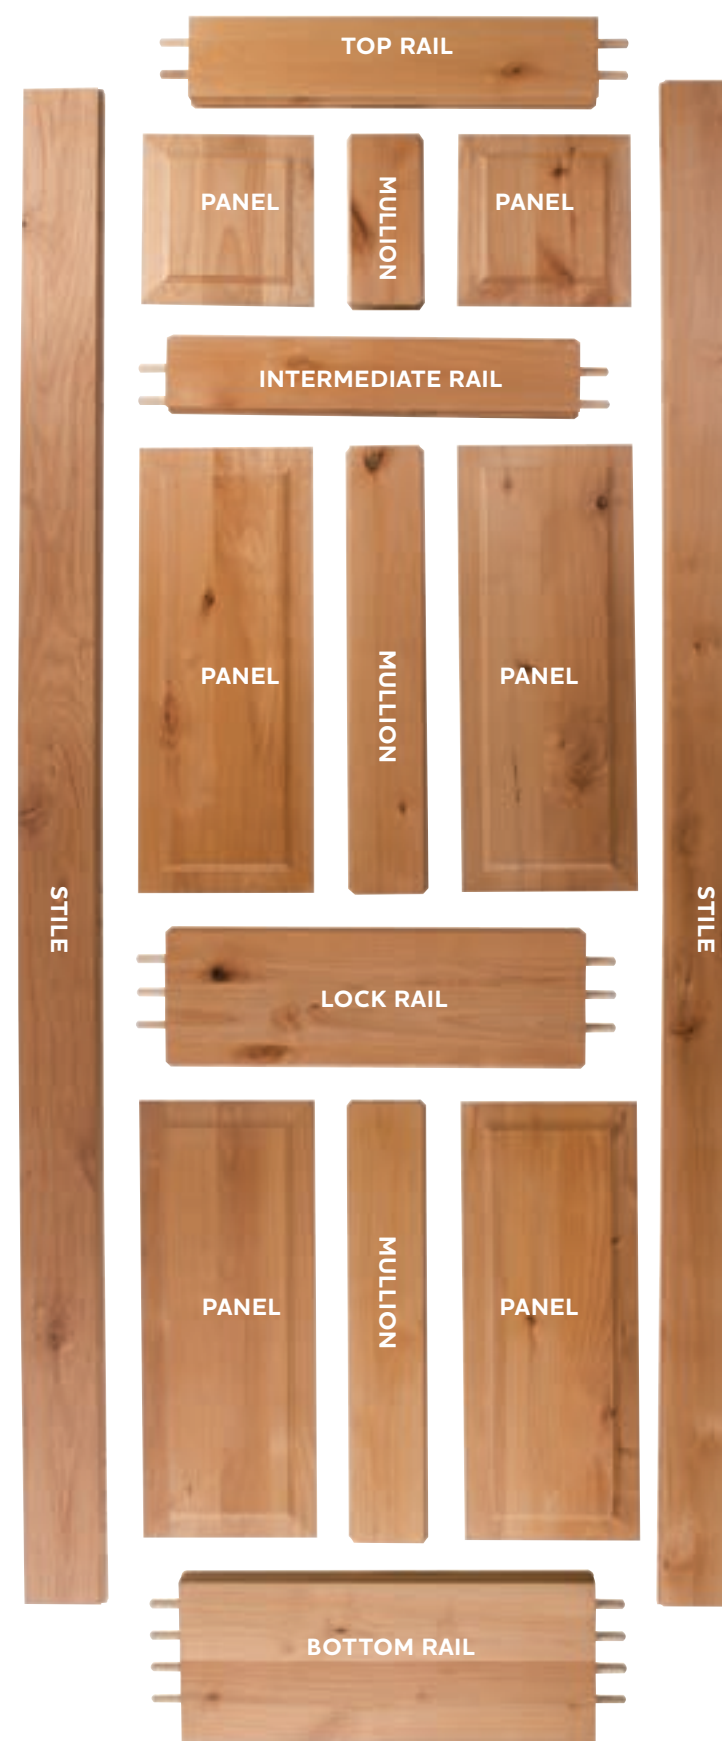 TOP RAIL
PANEL
MULLION
PANEL
INTERMEDIATE RAIL
PANEL
MULLION
PANEL
STILE
STILE
LOCK RAIL
PANEL
MULLION
PANEL
BOTTOM RAIL